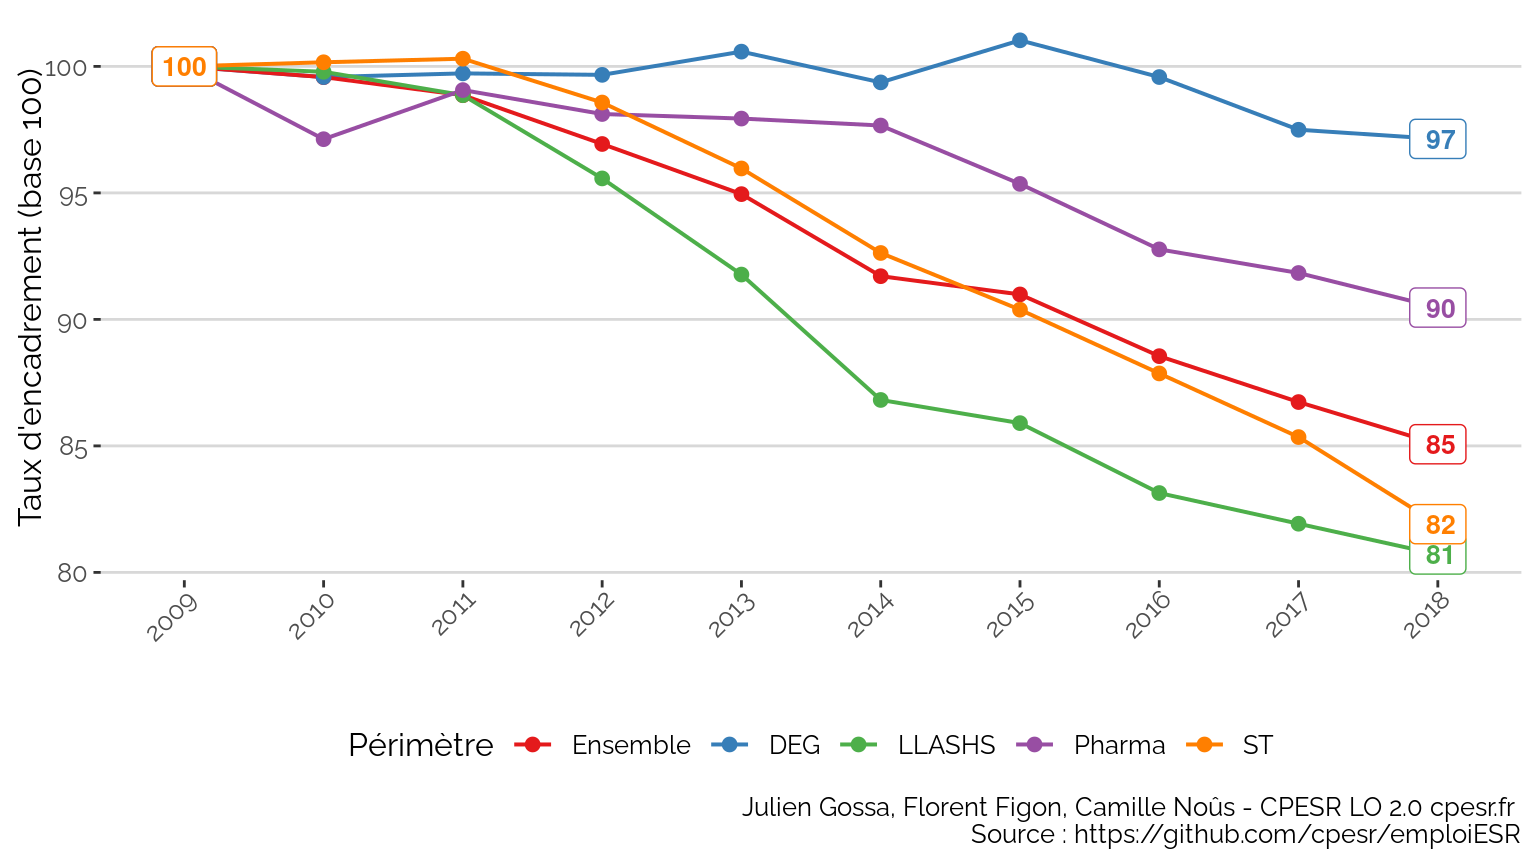 Taux d'encadrement (base 100)
100
95
90
85
80
100
97
90
85
82
81
2009 2010 2011 2012 2013 2014 2015 2016 2017 2018
Périmètre Ensemble DEG LLASHS Pharma ST
Julien Gossa, Florent Figon, Camille Noûs - CPESR LO 2.0 cpesr.fr
Source : https://github.com/cpesr/emploiESR